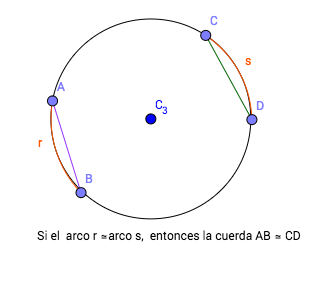 C
s
A
C3
D
r
B
Si el arco r ≃arco s, entonces la cuerda AB ≃ CD